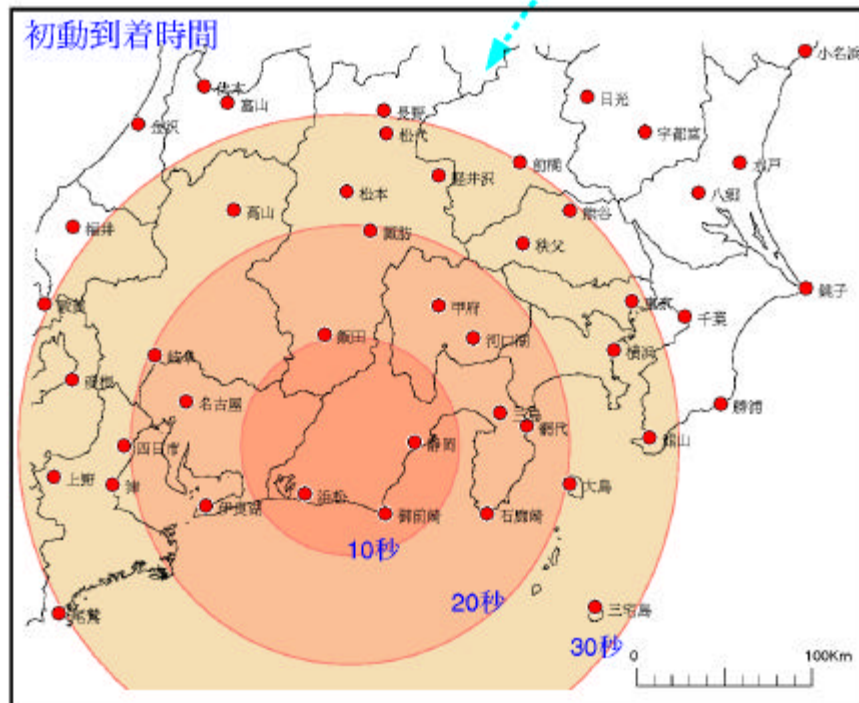 初動到着時間
小名浜
伏木
富山
日光
長野
金沢
松代
宇都宮
前橋
水戸
軽井沢
松本
八郷
高山
熊谷
福井
諏訪
秩父
銚子
敦賀
甲府
東京
千葉
飯田
河口湖
横浜
岐阜
彦根
名古屋
三島
勝浦
網代
館山
四日市
静岡
上野
津
大島
浜松
伊良湖
御前崎
石廊崎
10秒
20秒
三宅島
尾鷲
30秒
0
100Km